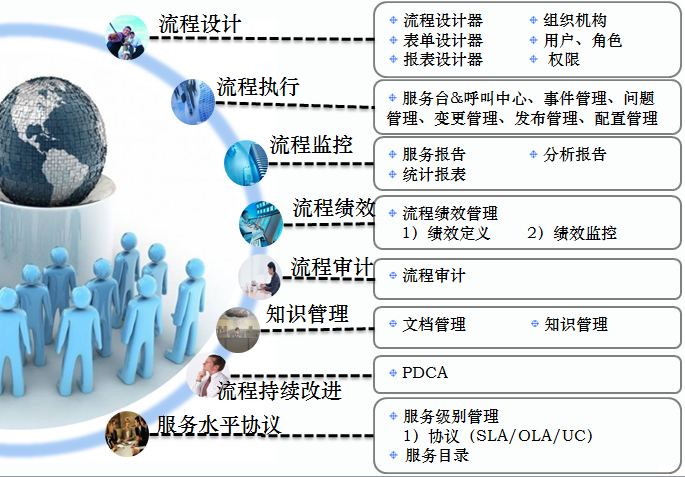 流程设计
流程设计器 组织机构
表单设计器 用户、角色
报表设计器 权限
流程执行
服务台&呼叫中心、事件管理、问题
管理、变更管理、发布管理、配置管理
流程监控
服务报告 分析报告
统计报表
流程绩效
流程绩效管理
1）绩效定义 2）绩效监控
流程审计
流程审计
知识管理
文档管理 知识管理
流程持续改进
PDCA
服务水平协议
服务级别管理
1）协议（SLA/OLA/UC）
服务目录